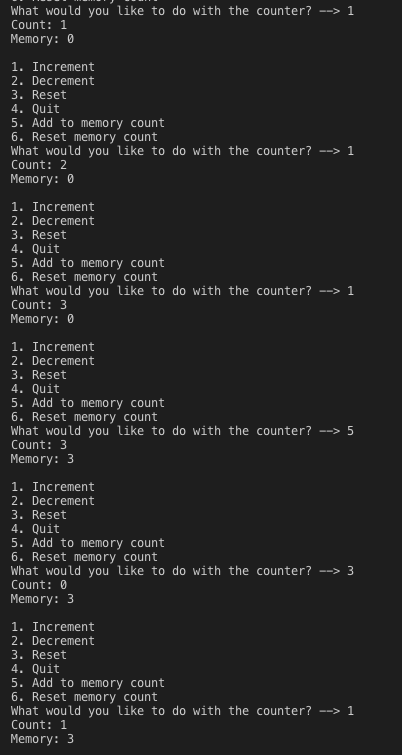 What would you like to do with the counter? --> 1
Count: 1
Memory: 0
1. Increment
2. Decrement
3. Reset
4. Quit
5. Add to memory count
6. Reset memory count
What would you like to do with the counter? --> 1
Count: 2
Memory: 0
1. Increment
2. Decrement
3. Reset
4. Quit
5. Add to memory count
6. Reset memory count
What would you like to do with the counter? --> 1
Count: 3
Memory: 0
1. Increment
2. Decrement
3. Reset
4. Quit
5. Add to memory count
6. Reset memory count
What would you like to do with the counter? --> 5
Count: 3
Memory: 3
1. Increment
2. Decrement
3. Reset
4. Quit
5. Add to memory count
6. Reset memory count
What would you like to do with the counter? --> 3
Count: 0
Memory: 3
1. Increment
2. Decrement
3. Reset
4. Quit
5. Add to memory count
6. Reset memory count
What would you like to do with the counter? --> 1
Count: 1
Memory: 3